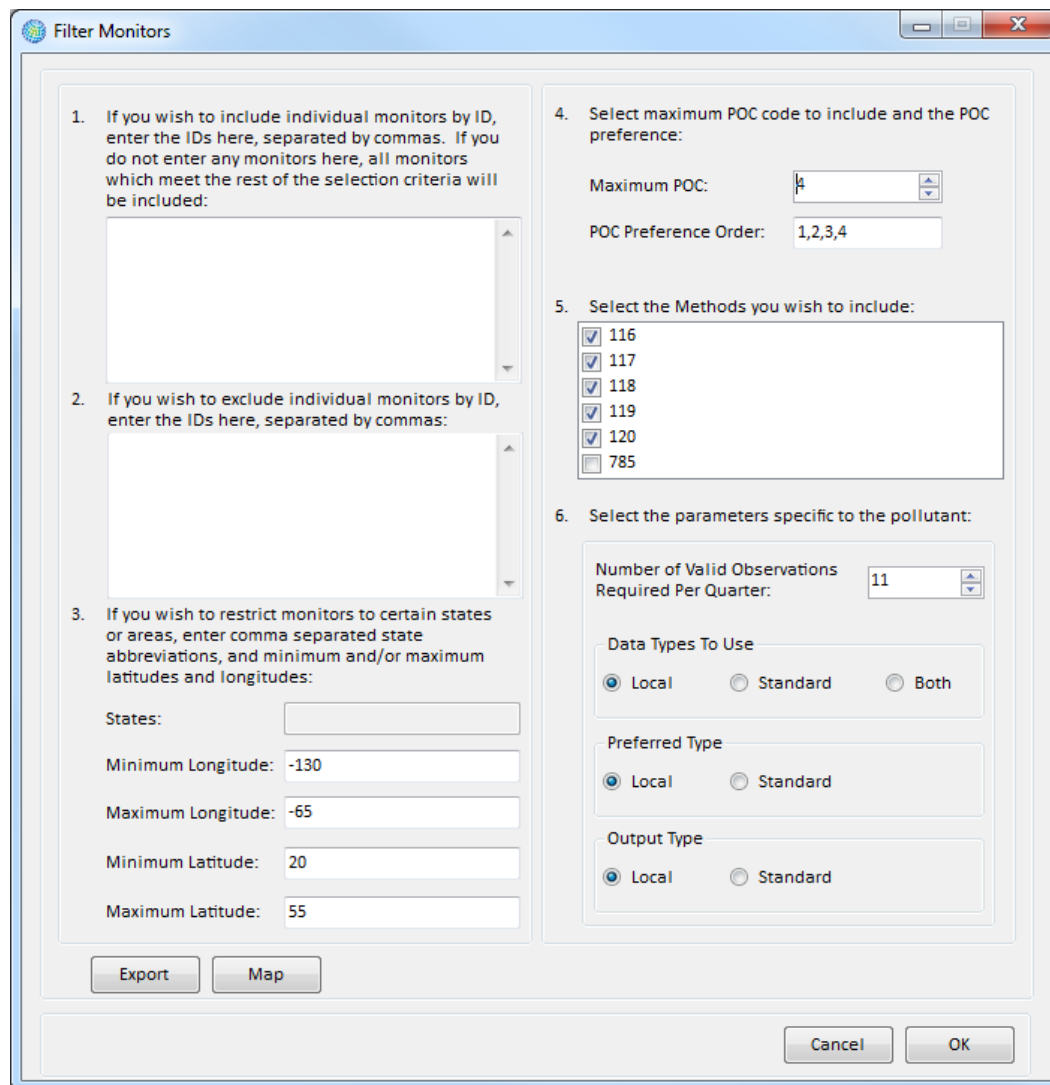 Filter Monitors
1. If you wish to include individual monitors by ID,
enter the IDs here, separated by commas. If you
do not enter any monitors here, all monitors
which meet the rest of the selection criteria will
be included:
2. If you wish to exclude individual monitors by ID,
enter the IDs here, separated by commas:
3. If you wish to restrict monitors to certain states
or areas, enter comma separated state
abbreviations, and minimum and/or maximum
latitudes and longitudes:
States:
Minimum Longitude: -130
Maximum Longitude: -65
Minimum Latitude: 20
Maximum Latitude: 55
4. Select maximum POC code to include and the POC
preference:
Maximum POC: 4
POC Preference Order: 1,2,3,4
5. Select the Methods you wish to include:
116
117
118
119
120
785
6. Select the parameters specific to the pollutant:
Number of Valid Observations
Required Per Quarter: 11
Data Types To Use
Local Standard Both
Preferred Type
Local Standard
Output Type
Local Standard
Export Map
Cancel OK